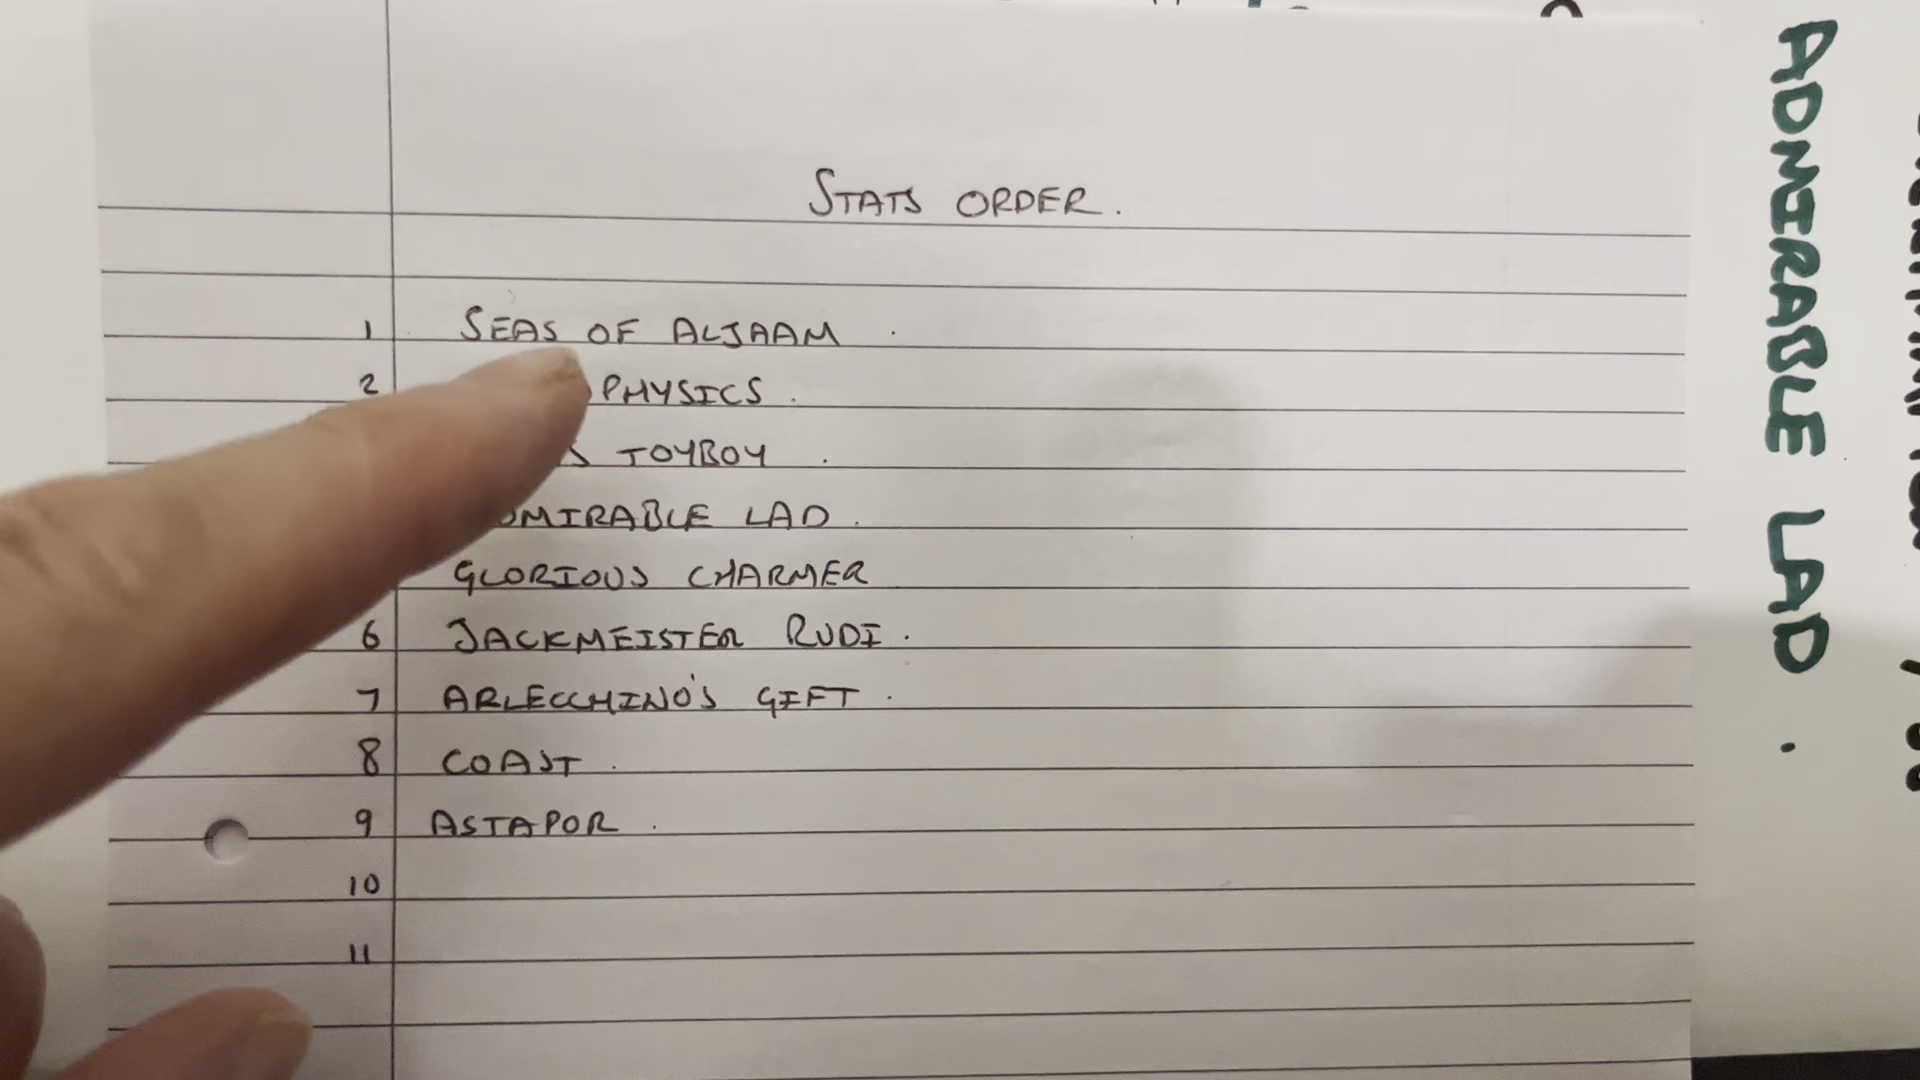 STATS ORDER.
1 SEAS OF ALJAAM .
2 PHYSICS .
TOYBOY .
ADMIRABLE LAD .
GLORIOUS CHARMER
6 JACKMEISTER RUDI .
7 ARLECCHINO'S GIFT .
8 COAST .
9 ASTAPOR .
10
11
ADMIRABLE LAD .